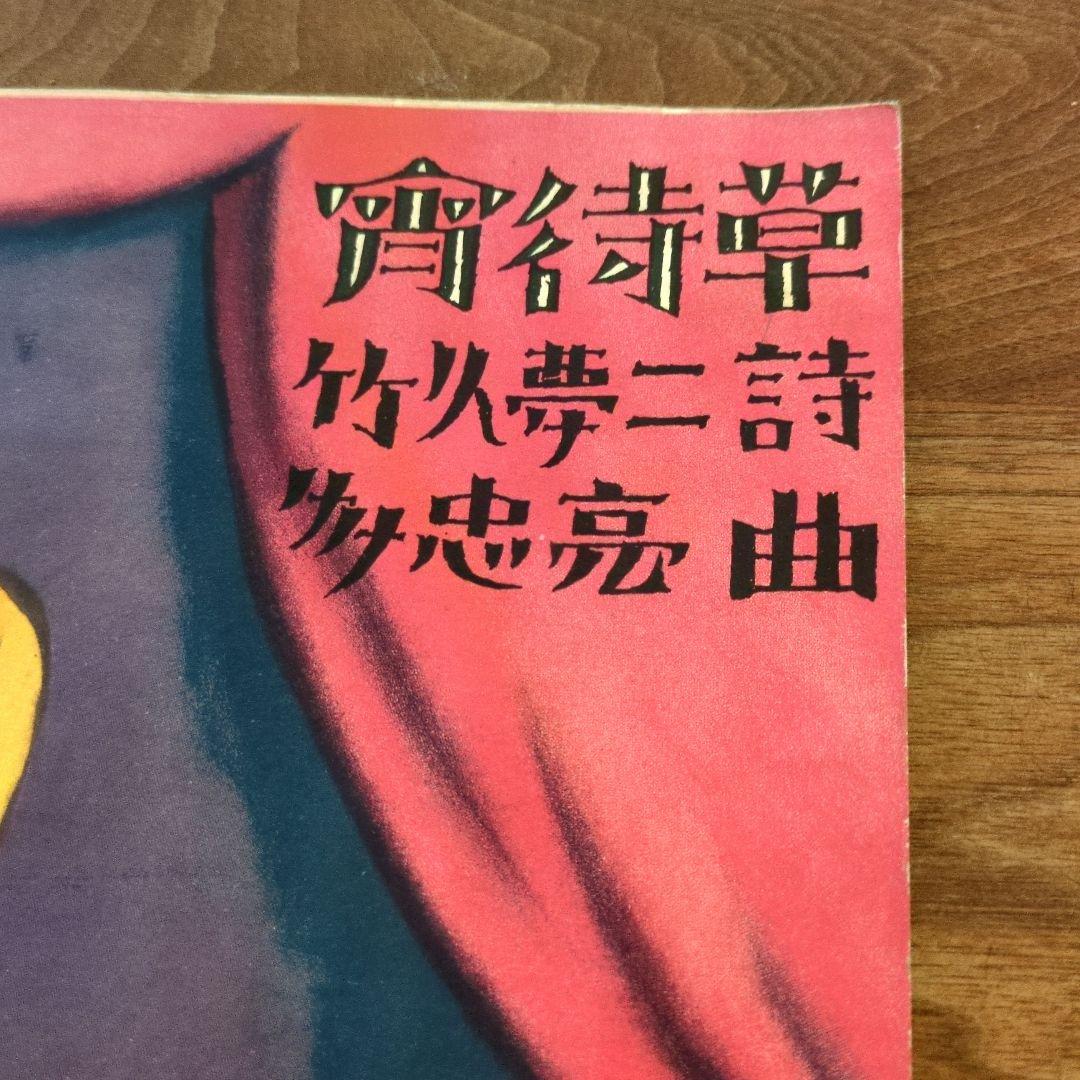 宵待草
竹久夢二 詩
多忠亮 曲